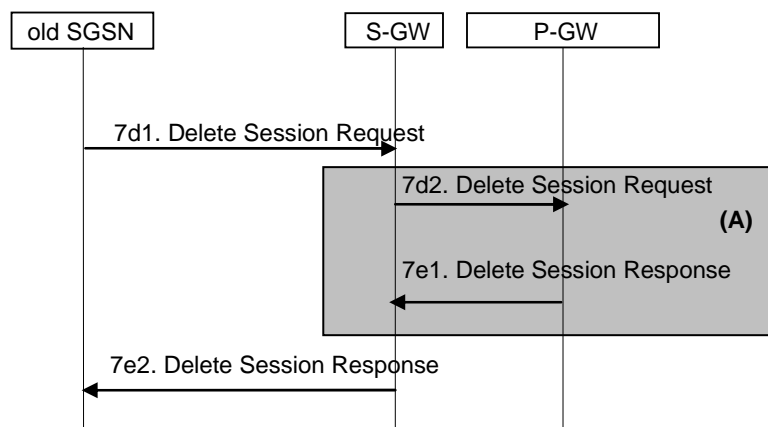 old SGSN
S-GW
P-GW
7d1. Delete Session Request
7d2. Delete Session Request
(A)
7e1. Delete Session Response
7e2. Delete Session Response